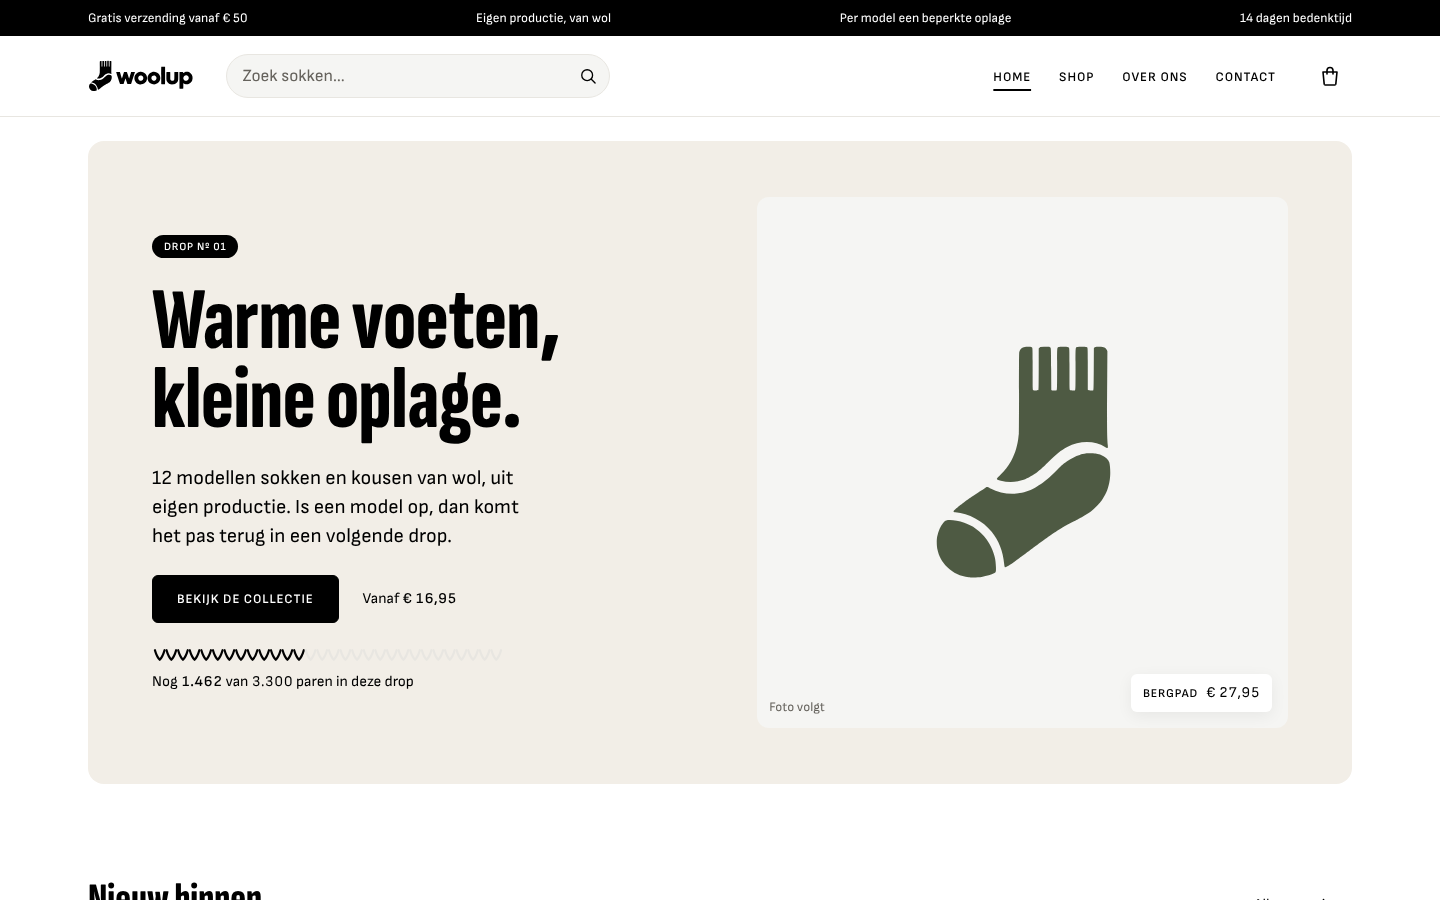 Gratis verzending vanaf € 50
Eigen productie, van wol
Per model een beperkte oplage
14 dagen bedenktijd
woolup
Zoek sokken...
HOME
SHOP
OVER ONS
CONTACT
DROP Nº 01
Warme voeten,
kleine oplage.
12 modellen sokken en kousen van wol, uit
eigen productie. Is een model op, dan komt
het pas terug in een volgende drop.
BEKIJK DE COLLECTIE
Vanaf € 16,95
Nog 1.462 van 3.300 paren in deze drop
Foto volgt
BERGPAD € 27,95
Nieuw binnen